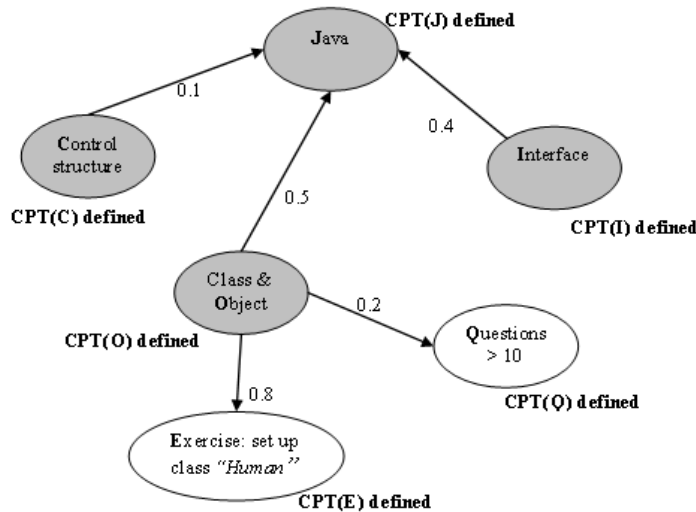 Java
CPT(J) defined
0.1
0.4
Control
structure
Interface
CPT(C) defined
CPT(I) defined
0.5
Class &
Object
0.2
CPT(O) defined
Questions
> 10
CPT(Q) defined
0.8
Exercise: set up
class “Human”
CPT(E) defined